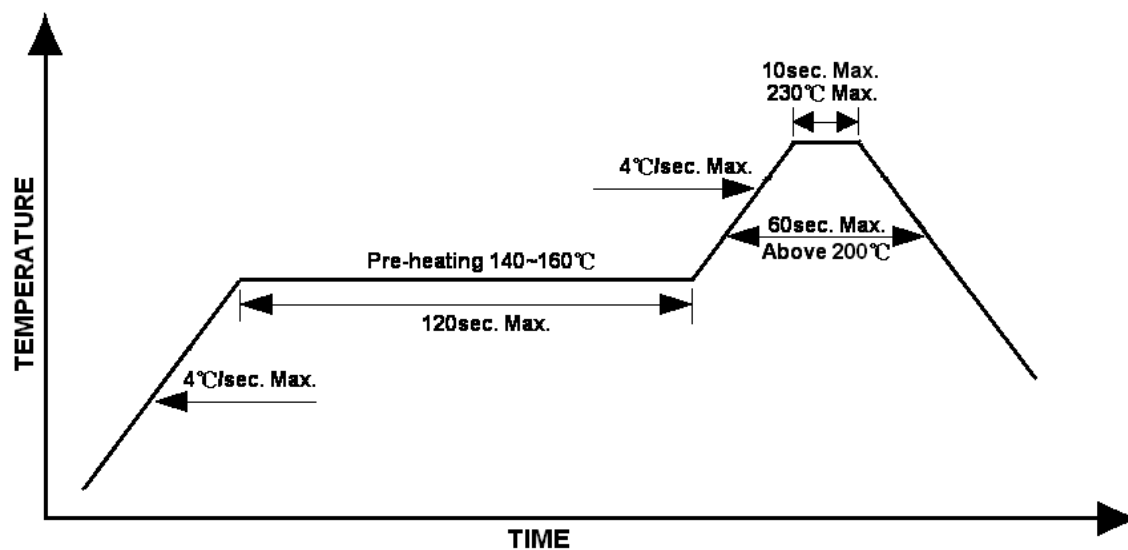 10sec. Max.
230℃ Max.
4℃/sec. Max.
60sec. Max.
Above 200℃
Pre-heating 140~160℃
120sec. Max.
4℃/sec. Max.
TEMPERATURE
TIME